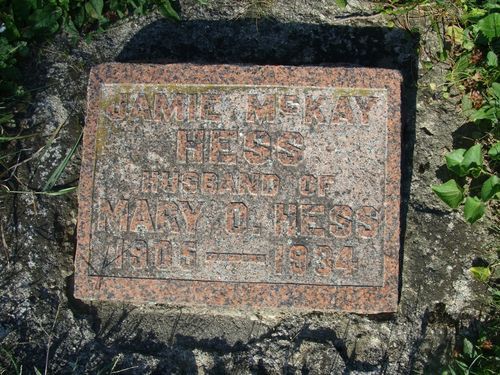 JAMIE McKAY
HESS
HUSBAND OF
MARY O. HESS
1905 — 1934